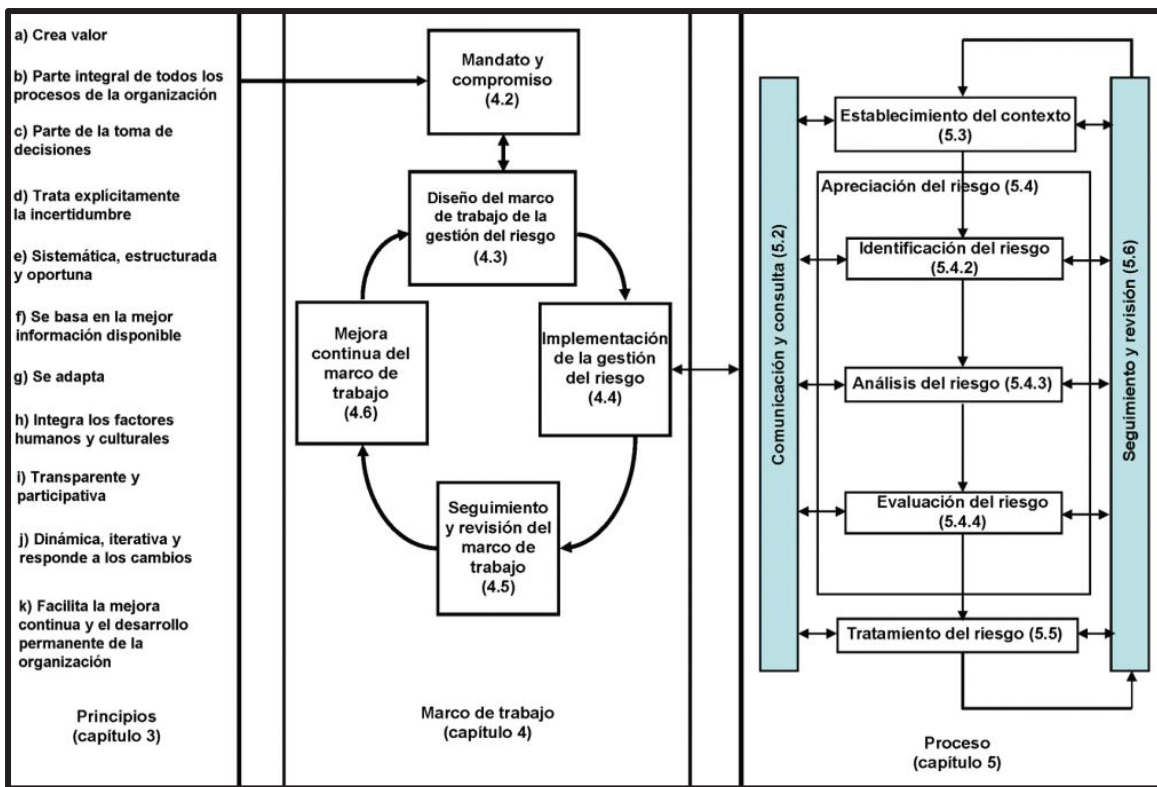 a) Crea valor
b) Parte integral de todos los
procesos de la organización
c) Parte de la toma de
decisiones
d) Trata explícitamente
la incertidumbre
e) Sistemática, estructurada
y oportuna
f) Se basa en la mejor
información disponible
g) Se adapta
h) Integra los factores
humanos y culturales
i) Transparente y
participativa
j) Dinámica, iterativa y
responde a los cambios
k) Facilita la mejora
continua y el desarrollo
permanente de la
organización
Principios
(capítulo 3)
Mandato y
compromiso
(4.2)
Diseño del marco
de trabajo de la
gestión del riesgo
(4.3)
Implementación
de la gestión
del riesgo
(4.4)
Seguimiento
y revisión del
marco de
trabajo
(4.5)
Mejora
continua del
marco de
trabajo
(4.6)
Marco de trabajo
(capítulo 4)
Comunicación y consulta (5.2)
Establecimiento del contexto
(5.3)
Apreciación del riesgo (5.4)
Identificación del riesgo
(5.4.2)
Análisis del riesgo (5.4.3)
Evaluación del riesgo
(5.4.4)
Tratamiento del riesgo (5.5)
Seguimiento y revisión (5.6)
Proceso
(capítulo 5)